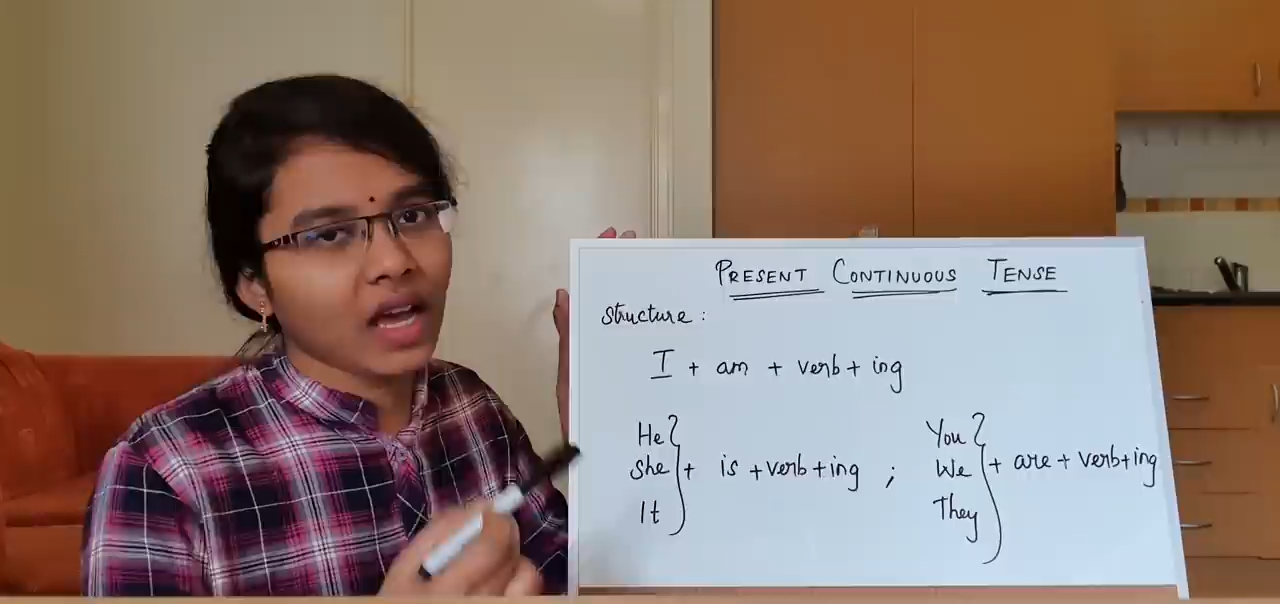 PRESENT CONTINUOUS TENSE
Structure :
I + am + verb + ing
He
She + is + verb + ing ;
It
You
We + are + verb+ing
They